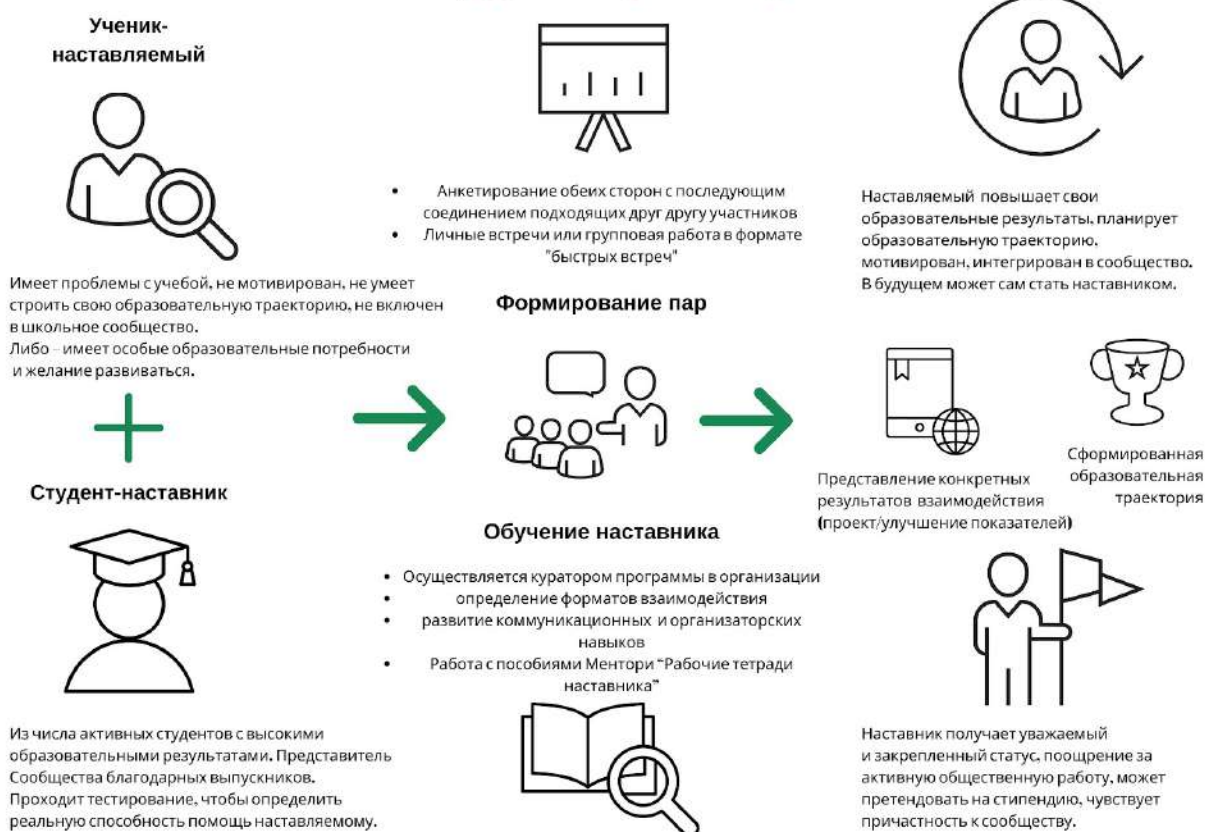 Ученик-
наставляемый
Имеет проблемы с учебой, не мотивирован, не умеет
строить свою образовательную траекторию, не включен
в школьное сообщество.
Либо – имеет особые образовательные потребности
и желание развиваться.
Студент-наставник
Из числа активных студентов с высокими
образовательными результатами. Представитель
Сообщества благодарных выпускников.
Проходит тестирование, чтобы определить
реальную способность помощь наставляемому.
• Анкетирование обеих сторон с последующим
соединением подходящих друг другу участников
• Личные встречи или групповая работа в формате
"быстрых встреч"
Формирование пар
Обучение наставника
• Осуществляется куратором программы в организации
• определение форматов взаимодействия
• развитие коммуникационных и организаторских
навыков
• Работа с пособиями Ментори "Рабочие тетради
наставника"
Наставляемый повышает свои
образовательные результаты, планирует
образовательную траекторию,
мотивирован, интегрирован в сообщество.
В будущем может сам стать наставником.
Представление конкретных
результатов взаимодействия
(проект/улучшение показателей)
Сформированная
образовательная
траектория
Наставник получает уважаемый
и закрепленный статус, поощрение за
активную общественную работу, может
претендовать на стипендию, чувствует
причастность к сообществу.